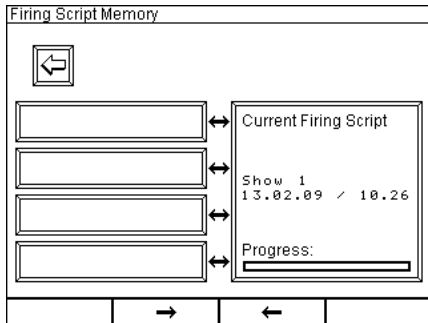 Firing Script Memory
Current Firing Script
Show 1
13.02.09 / 10.26
Progress: